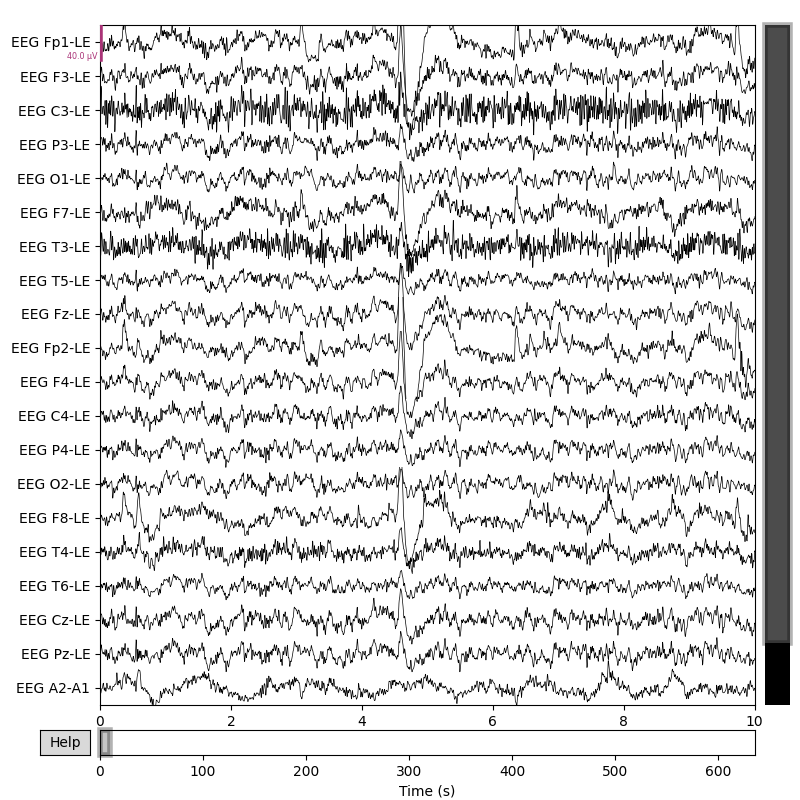 EEG Fp1-LE
40.0 µV
EEG F3-LE
EEG C3-LE
EEG P3-LE
EEG O1-LE
EEG F7-LE
EEG T3-LE
EEG T5-LE
EEG Fz-LE
EEG Fp2-LE
EEG F4-LE
EEG C4-LE
EEG P4-LE
EEG O2-LE
EEG F8-LE
EEG T4-LE
EEG T6-LE
EEG Cz-LE
EEG Pz-LE
EEG A2-A1
0 2 4 6 8 10
Help
0 100 200 300 400 500 600
Time (s)